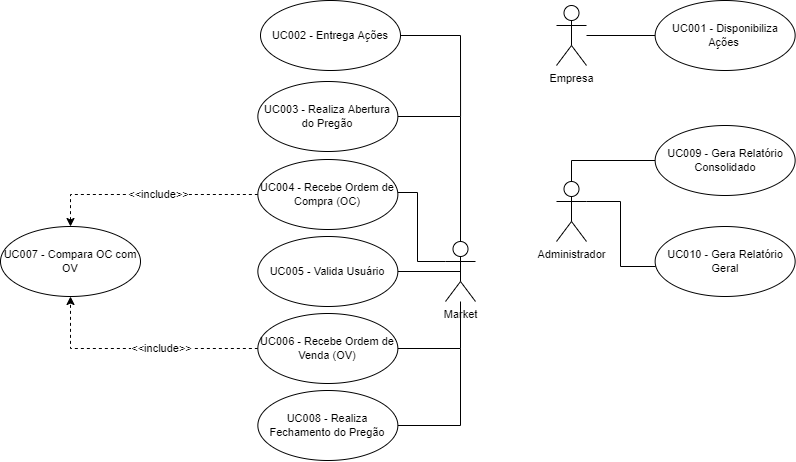 UC002 - Entrega Ações
UC001 - Disponibiliza
Ações
Empresa
UC003 - Realiza Abertura
do Pregão
UC009 - Gera Relatório
Consolidado
<<include>>
UC004 - Recebe Ordem de
Compra (OC)
UC007 - Compara OC com
OV
UC005 - Valida Usuário
Market
Administrador
UC010 - Gera Relatório
Geral
<<include>>
UC006 - Recebe Ordem de
Venda (OV)
UC008 - Realiza
Fechamento do Pregão